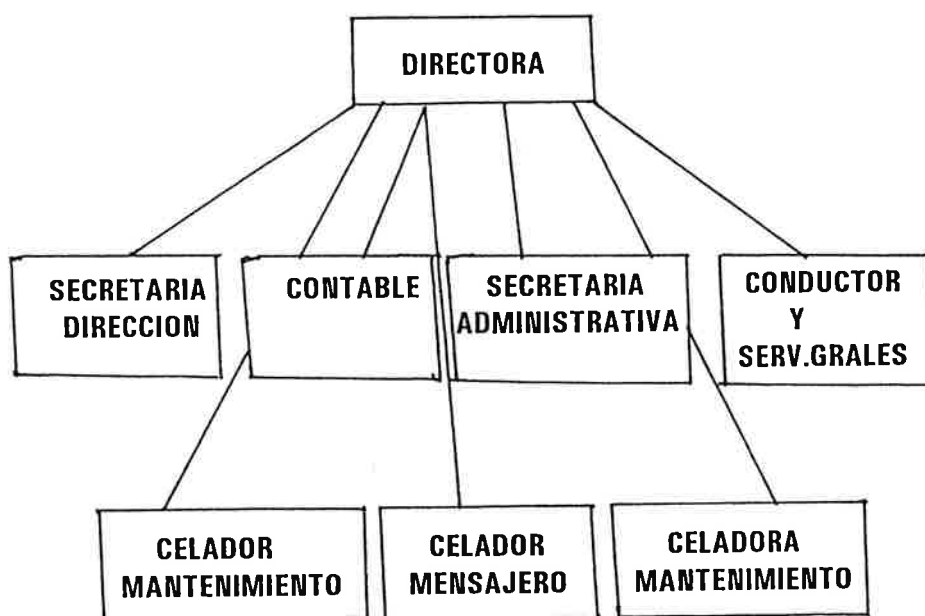 DIRECTORA
SECRETARIA
DIRECCION
CONTABLE
SECRETARIA
ADMINISTRATIVA
CONDUCTOR
Y
SERV.GRALES
CELADOR
MANTENIMIENTO
CELADOR
MENSAJERO
CELADORA
MANTENIMIENTO